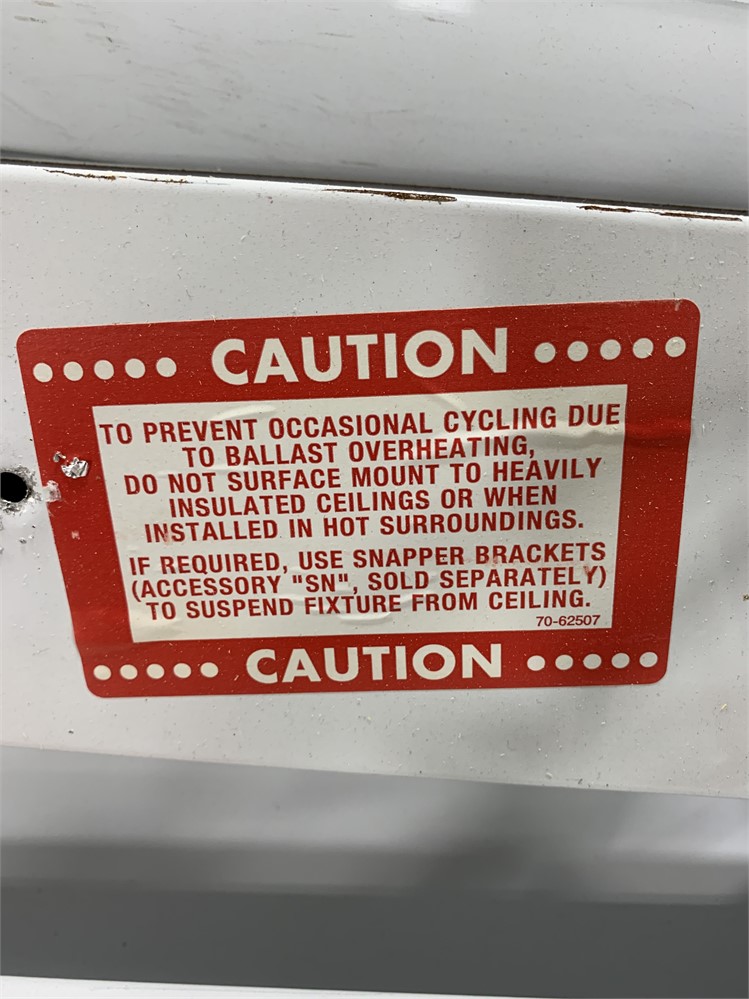 CAUTION
TO PREVENT OCCASIONAL CYCLING DUE
TO BALLAST OVERHEATING,
DO NOT SURFACE MOUNT TO HEAVILY
INSULATED CEILINGS OR WHEN
INSTALLED IN HOT SURROUNDINGS.
IF REQUIRED, USE SNAPPER BRACKETS
(ACCESSORY "SN", SOLD SEPARATELY)
TO SUSPEND FIXTURE FROM CEILING.
70-62507
CAUTION